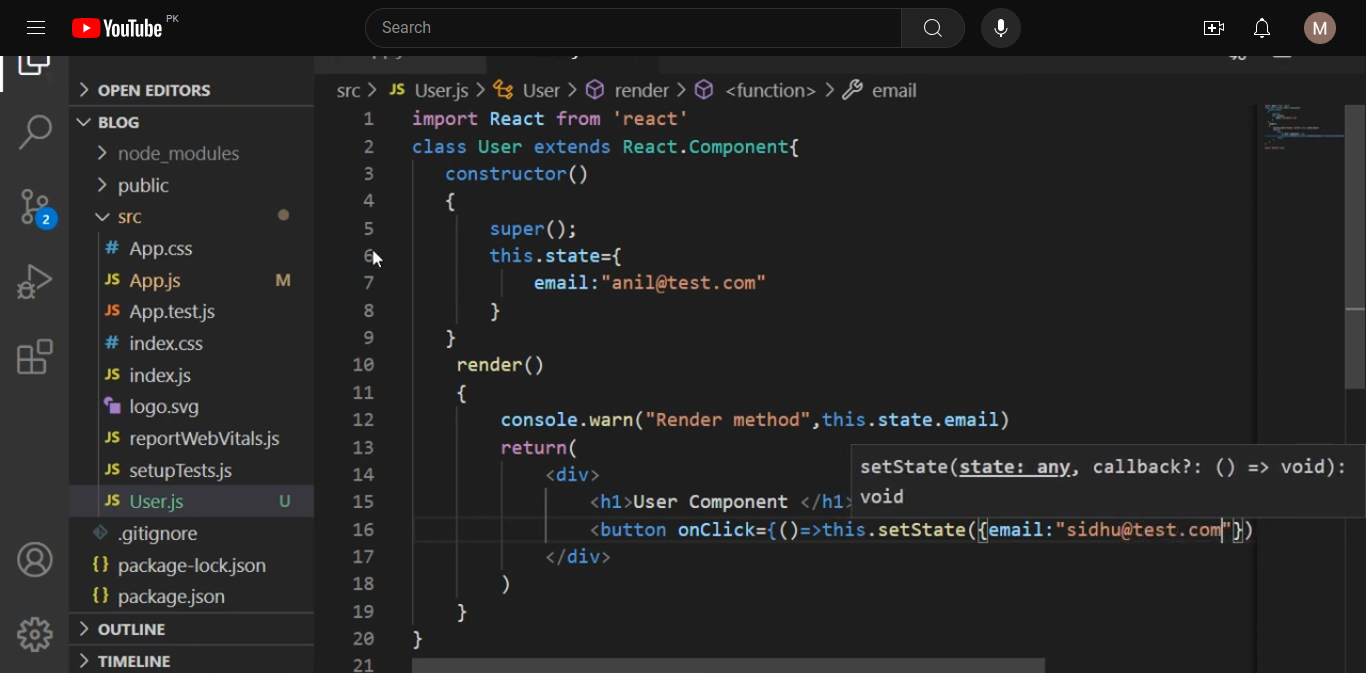 YouTube PK
Search
M
OPEN EDITORS
BLOG
node_modules
public
src
# App.css
JS App.js M
JS App.test.js
# index.css
JS index.js
logo.svg
JS reportWebVitals.js
JS setupTests.js
JS User.js U
.gitignore
{} package-lock.json
{} package.json
OUTLINE
TIMELINE
2
src > JS User.js > User > render > <function> > email
1 import React from 'react'
2 class User extends React.Component{
3 constructor()
4 {
5 super();
6 this.state={
7 email:"anil@test.com"
8 }
9 }
10 render()
11 {
12 console.warn("Render method",this.state.email)
13 return(
14 <div>
15 <h1>User Component </h1>
16 <button onClick={()=>this.setState({email:"sidhu@test.com"})
17 </div>
18 )
19 }
20 }
21
setState(state: any, callback?: () => void):
void